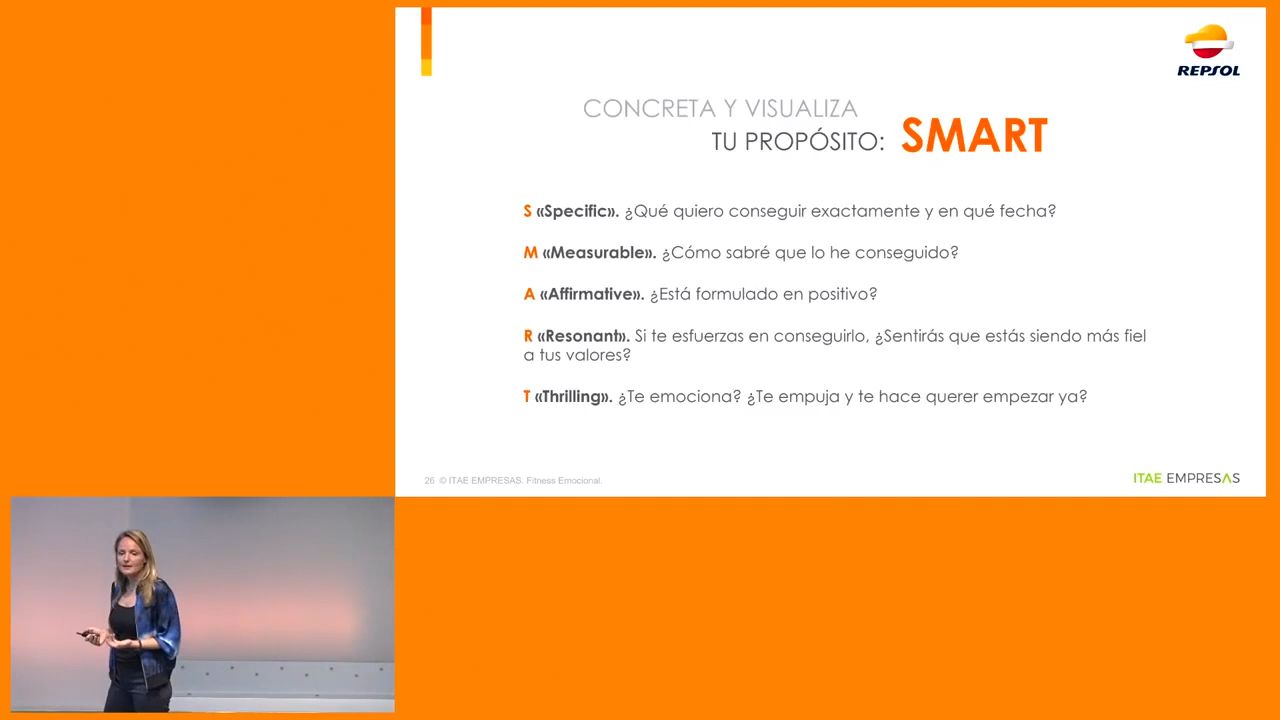 REPSOL
CONCRETA Y VISUALIZA
TU PROPÓSITO: SMART
S «Specific». ¿Qué quiero conseguir exactamente y en qué fecha?
M «Measurable». ¿Cómo sabré que lo he conseguido?
A «Affirmative». ¿Está formulado en positivo?
R «Resonant». Si te esfuerzas en conseguirlo, ¿Sentirás que estás siendo más fiel
a tus valores?
T «Thrilling». ¿Te emociona? ¿Te empuja y te hace querer empezar ya?
26 © ITAE EMPRESAS. Fitness Emocional.
ITAE EMPRESAS